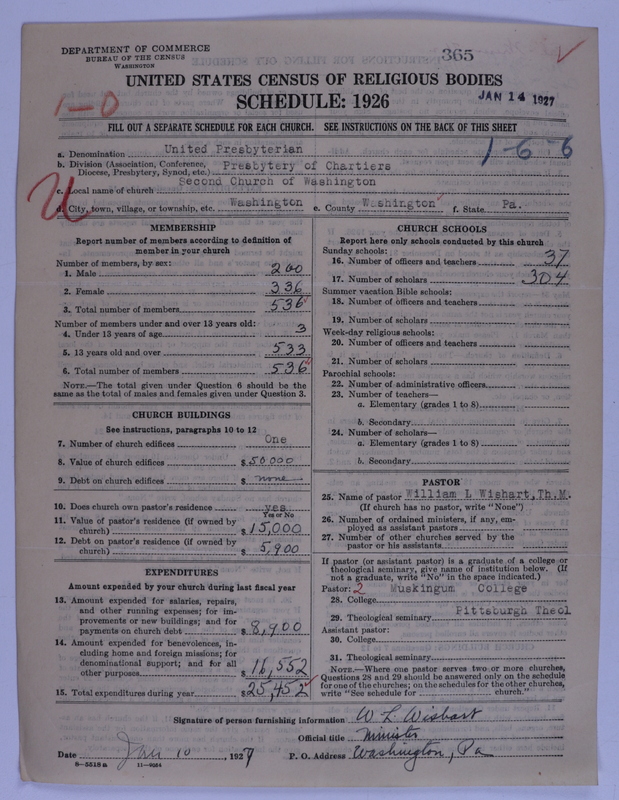 DEPARTMENT OF COMMERCE
BUREAU OF THE CENSUS
WASHINGTON
365
UNITED STATES CENSUS OF RELIGIOUS BODIES
SCHEDULE: 1926
JAN 14 1927
1-0
FILL OUT A SEPARATE SCHEDULE FOR EACH CHURCH. SEE INSTRUCTIONS ON THE BACK OF THIS SHEET
1-6-6
a. Denomination United Presbyterian
b. Division (Association, Conference, Diocese, Presbytery, Synod, etc.) Presbytery of Chartiers
c. Local name of church Second Church of Washington
d. City, town, village, or township, etc. Washington e. County Washington f. State Pa.
MEMBERSHIP
Report number of members according to definition of
member in your church
Number of members, by sex:
1. Male 200
2. Female 336
3. Total number of members 536
Number of members under and over 13 years old:
4. Under 13 years of age 3
5. 13 years old and over 533
6. Total number of members 536
NOTE.—The total given under Question 6 should be
same as the total of males and females given under Question 3.
CHURCH BUILDINGS
See instructions, paragraphs 10 to 12
7. Number of church edifices One
8. Value of church edifices $50000
9. Debt on church edifices $none
10. Does church own pastor's residence yes
Yes or No
11. Value of pastor's residence (if owned by
church) $15,000
12. Debt on pastor's residence (if owned by
church) $5,900
EXPENDITURES
Amount expended by your church during last fiscal year
13. Amount expended for salaries, repairs,
and other running expenses; for im-
provements or new buildings; and for
payments on church debt $8,900
14. Amount expended for benevolences, in-
cluding home and foreign missions; for
denominational support; and for all
other purposes $16,552
15. Total expenditures during year $25,452
CHURCH SCHOOLS
Report here only schools conducted by this church
Sunday schools:
16. Number of officers and teachers 37
17. Number of scholars 304
Summer vacation Bible schools:
18. Number of officers and teachers
19. Number of scholars
Week-day religious schools:
20. Number of officers and teachers
21. Number of scholars
Parochial schools:
22. Number of administrative officers
23. Number of teachers—
a. Elementary (grades 1 to 8)
b. Secondary
24. Number of scholars—
a. Elementary (grades 1 to 8)
b. Secondary
PASTOR
25. Name of pastor William L Wishart, Th.M.
(If church has no pastor, write "None")
26. Number of ordained ministers, if any, em-
ployed as assistant pastors
27. Number of other churches served by the
pastor or his assistants
If pastor (or assistant pastor) is a graduate of a college or
theological seminary, give name of institution below. (If
not a graduate, write "No" in the space indicated.)
Pastor: 2
28. College Muskingum College
29. Theological seminary Pittsburgh Theol
Assistant pastor:
30. College
31. Theological seminary
NOTE.—Where one pastor serves two or more churches,
Questions 28 and 29 should be answered only on the schedule
for one of the churches; on the schedules for the other churches,
write "See schedule for church."
Signature of person furnishing information W L Wishart
Official title Minister
Date Jan 10 1927 P. O. Address Washington, Pa
8-5518a 11-9664